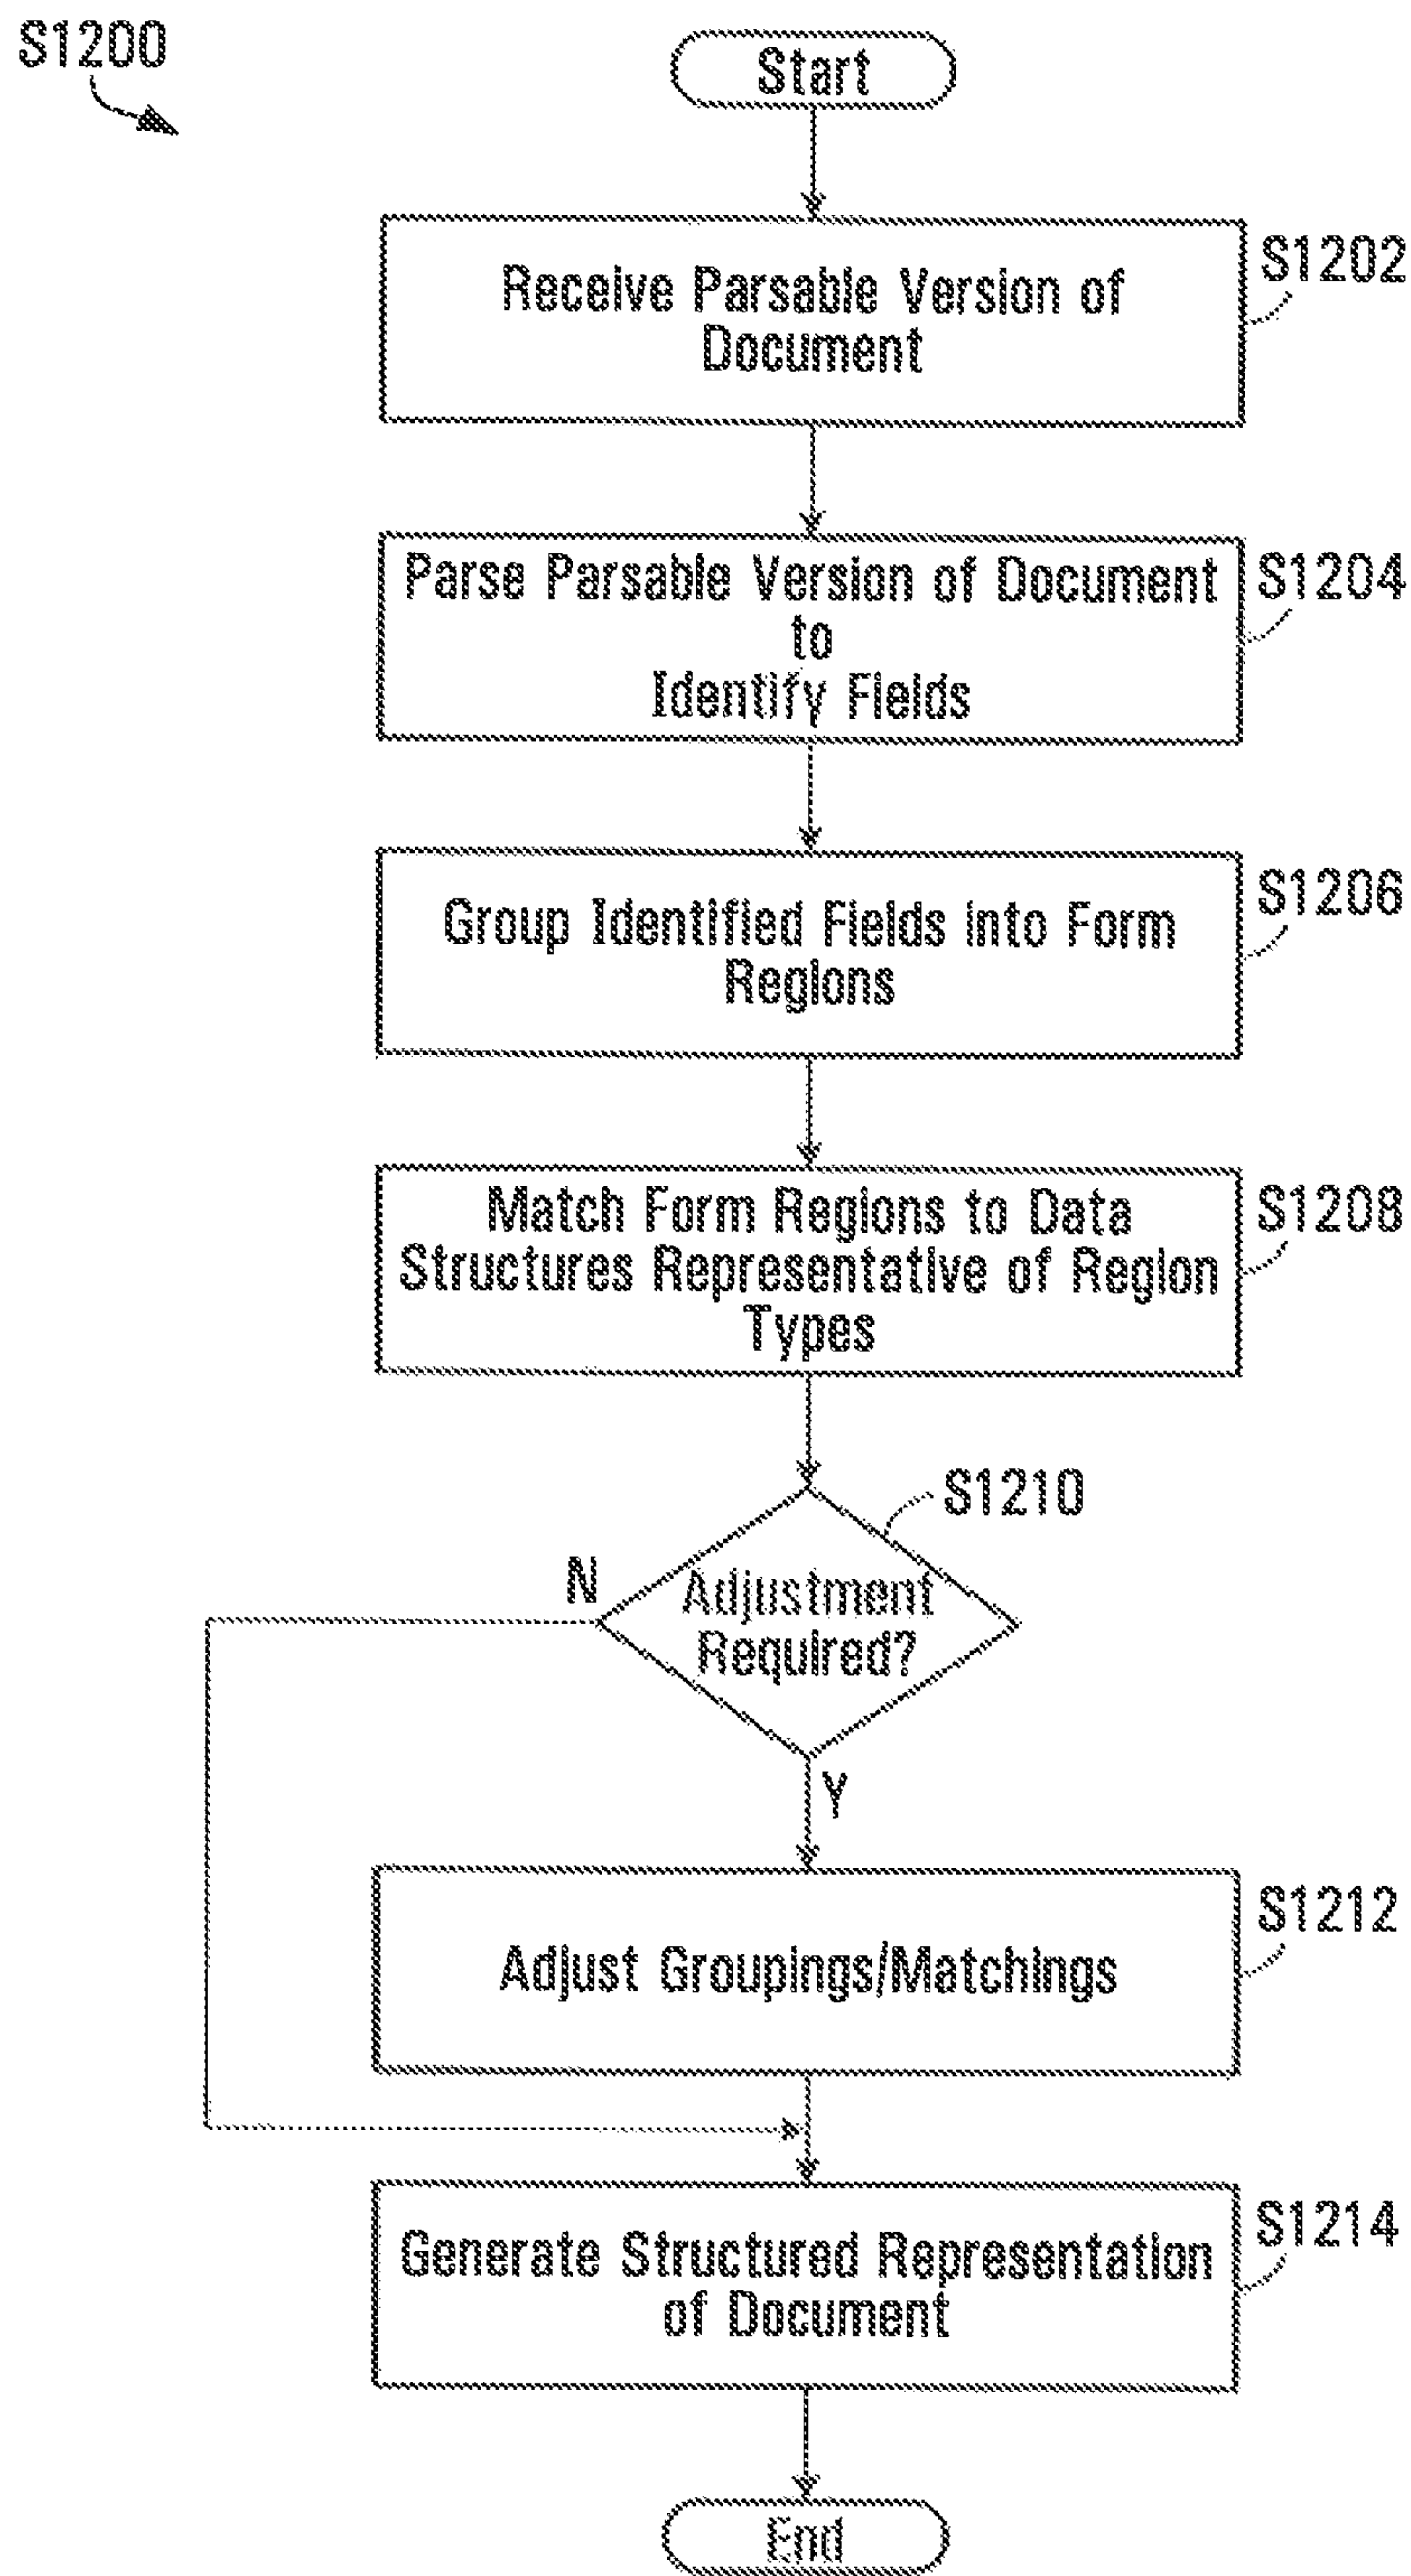 S1200
Start
Receive Parsable Version of
Document
S1202
Parse Parsable Version of Document
to
Identify Fields
S1204
Group Identified Fields into Form
Regions
S1206
Match Form Regions to Data
Structures Representative of Region
Types
S1208
S1210
Adjustment
Required?
N
Y
Adjust Groupings/Matchings
S1212
Generate Structured Representation
of Document
S1214
End